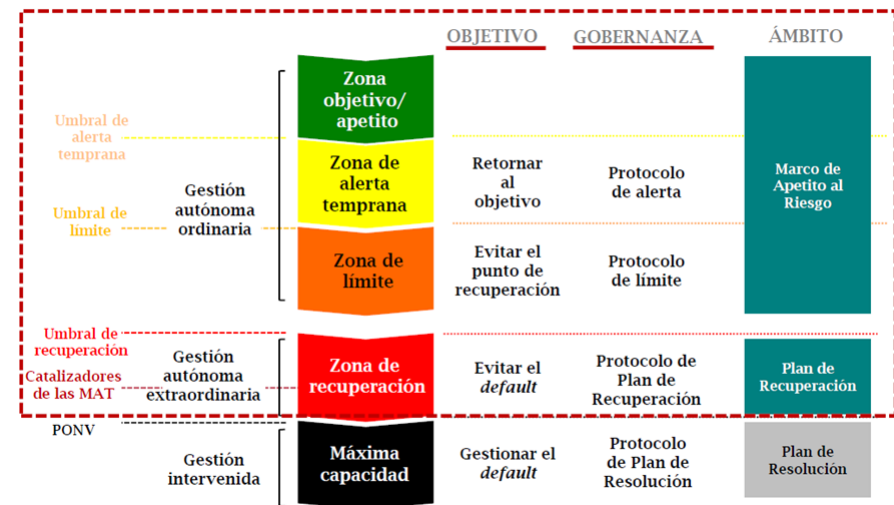 OBJETIVO
GOBERNANZA
ÁMBITO
Zona
objetivo/
apetito
Umbral de
alerta
temprana
Zona de
alerta
temprana
Retornar
al
objetivo
Protocolo
de alerta
Marco de
Apetito al
Riesgo
Gestión
autónoma
ordinaria
Umbral de
límite
Zona de
límite
Evitar el
punto de
recuperación
Protocolo
de límite
Umbral de
recuperación
Catalizadores
de las MAT
Gestión
autónoma
extraordinaria
Zona de
recuperación
Evitar el
default
Protocolo de
Plan de
Recuperación
Plan de
Recuperación
PONV
Gestión
intervenida
Máxima
capacidad
Gestionar el
default
Protocolo
de Plan de
Resolución
Plan de
Resolución